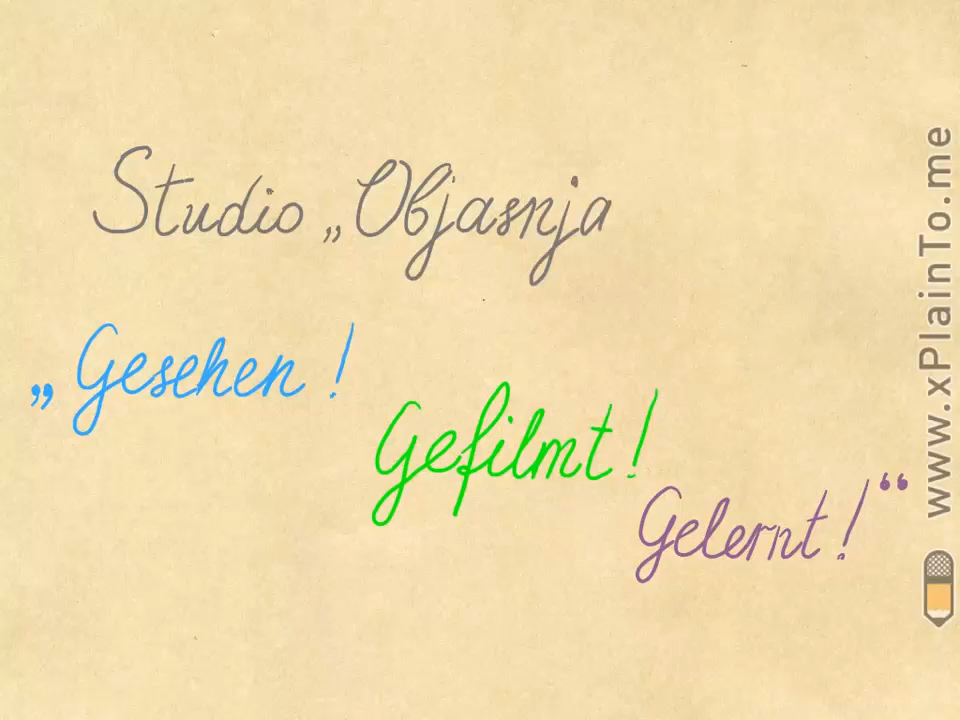 Studio „Objasnja
„Gesehen!
Gefilmt!
Gelernt!“
www.xPlainTo.me